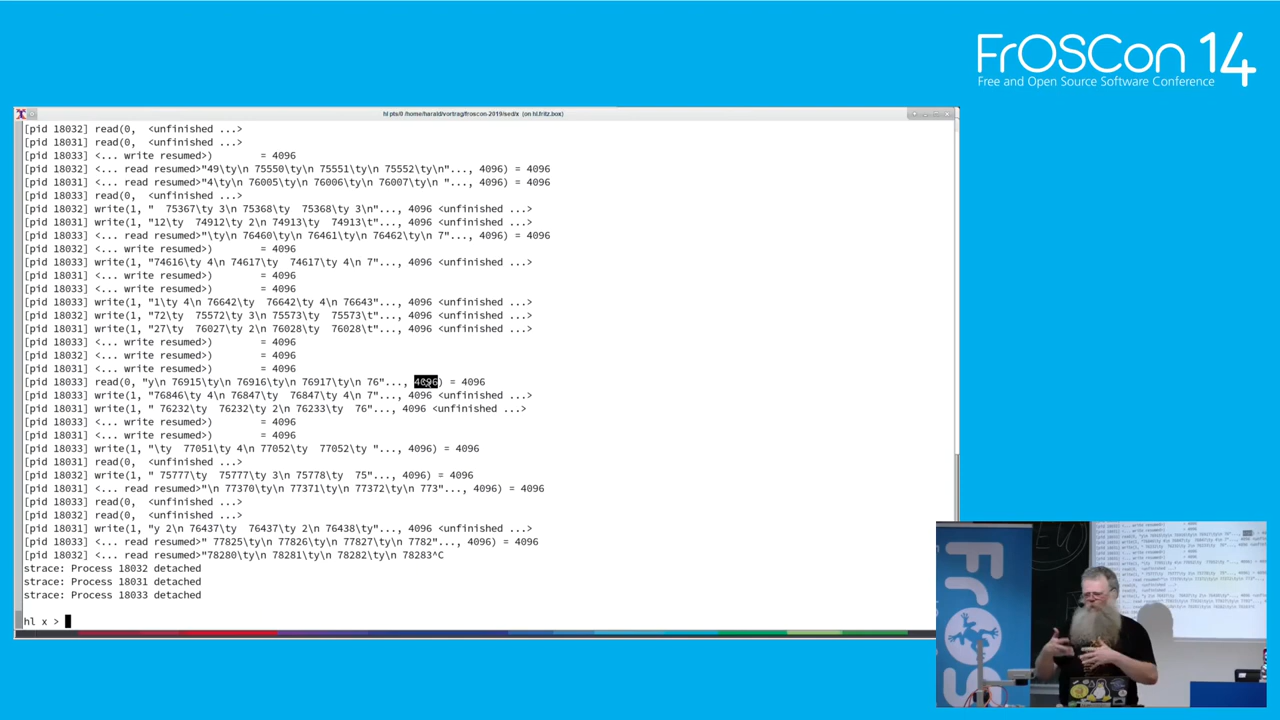 FrOSCon 14
Free and Open Source Software Conference
hl pts/0 /home/harald/vortrag/froscon-2019/sed/x (on hl.fritz.box)
[pid 18032] read(0, <unfinished ...>
[pid 18031] read(0, <unfinished ...>
[pid 18033] <... write resumed>) = 4096
[pid 18032] <... read resumed>"49\ty\n 75550\ty\n 75551\ty\n 75552\ty\n"..., 4096) = 4096
[pid 18031] <... read resumed>"4\ty\n 76005\ty\n 76006\ty\n 76007\ty\n "..., 4096) = 4096
[pid 18033] read(0, <unfinished ...>
[pid 18032] write(1, " 75367\ty 3\n 75368\ty 75368\ty 3\n"..., 4096 <unfinished ...>
[pid 18031] write(1, "12\ty 74912\ty 2\n 74913\ty 74913\t"..., 4096 <unfinished ...>
[pid 18033] <... read resumed>"\ty\n 76460\ty\n 76461\ty\n 76462\ty\n 7"..., 4096) = 4096
[pid 18032] <... write resumed>) = 4096
[pid 18033] write(1, "74616\ty 4\n 74617\ty 74617\ty 4\n 7"..., 4096 <unfinished ...>
[pid 18031] <... write resumed>) = 4096
[pid 18033] <... write resumed>) = 4096
[pid 18033] write(1, "1\ty 4\n 76642\ty 76642\ty 4\n 76643"..., 4096 <unfinished ...>
[pid 18032] write(1, "72\ty 75572\ty 3\n 75573\ty 75573\t"..., 4096 <unfinished ...>
[pid 18031] write(1, "27\ty 76027\ty 2\n 76028\ty 76028\t"..., 4096 <unfinished ...>
[pid 18033] <... write resumed>) = 4096
[pid 18032] <... write resumed>) = 4096
[pid 18031] <... write resumed>) = 4096
[pid 18033] read(0, "y\n 76915\ty\n 76916\ty\n 76917\ty\n 76"..., 4096) = 4096
[pid 18033] write(1, "76846\ty 4\n 76847\ty 76847\ty 4\n 7"..., 4096 <unfinished ...>
[pid 18031] write(1, " 76232\ty 76232\ty 2\n 76233\ty 76"..., 4096 <unfinished ...>
[pid 18033] <... write resumed>) = 4096
[pid 18031] <... write resumed>) = 4096
[pid 18033] write(1, "\ty 77051\ty 4\n 77052\ty 77052\ty "..., 4096) = 4096
[pid 18031] read(0, <unfinished ...>
[pid 18032] write(1, " 75777\ty 75777\ty 3\n 75778\ty 75"..., 4096) = 4096
[pid 18031] <... read resumed>"\n 77370\ty\n 77371\ty\n 77372\ty\n 773"..., 4096) = 4096
[pid 18033] read(0, <unfinished ...>
[pid 18032] read(0, <unfinished ...>
[pid 18031] write(1, "y 2\n 76437\ty 76437\ty 2\n 76438\ty"..., 4096 <unfinished ...>
[pid 18033] <... read resumed>" 77825\ty\n 77826\ty\n 77827\ty\n 7782"..., 4096) = 4096
[pid 18032] <... read resumed>"78280\ty\n 78281\ty\n 78282\ty\n 78283^C
strace: Process 18032 detached
strace: Process 18031 detached
strace: Process 18033 detached
hl x >
FrOS